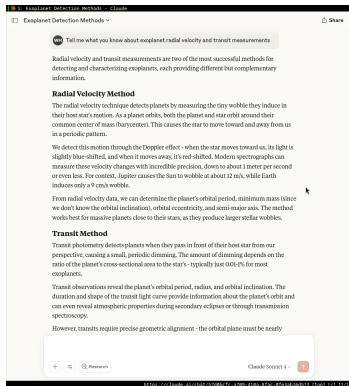 1: Exoplanet Detection Methods - Claude
Exoplanet Detection Methods
Share
WH Tell me what you know about exoplanet radial velocity and transit measurements
Radial velocity and transit measurements are two of the most successful methods for
detecting and characterizing exoplanets, each providing different but complementary
information.
Radial Velocity Method
The radial velocity technique detects planets by measuring the tiny wobble they induce in
their host star's motion. As a planet orbits, both the planet and star orbit around their
common center of mass (barycenter). This causes the star to move toward and away from us
in a periodic pattern.
We detect this motion through the Doppler effect - when the star moves toward us, its light is
slightly blue-shifted, and when it moves away, it's red-shifted. Modern spectrographs can
measure these velocity changes with incredible precision, down to about 1 meter per second
or even less. For context, Jupiter causes the Sun to wobble at about 12 m/s, while Earth
induces only a 9 cm/s wobble.
From radial velocity data, we can determine the planet's orbital period, minimum mass (since
we don't know the orbital inclination), orbital eccentricity, and semi-major axis. The method
works best for massive planets close to their stars, as they produce larger stellar wobbles.
Transit Method
Transit photometry detects planets when they pass in front of their host star from our
perspective, causing a small, periodic dimming. The amount of dimming depends on the
ratio of the planet's cross-sectional area to the star's - typically just 0.01-1% for most
exoplanets.
Transit observations reveal the planet's orbital period, radius, and orbital inclination. The
duration and shape of the transit light curve provide information about the planet's orbit and
can even reveal atmospheric properties during secondary eclipses or through transmission
spectroscopy.
However, transits require precise geometric alignment - the orbital plane must be nearly
Research
Claude Sonnet 4